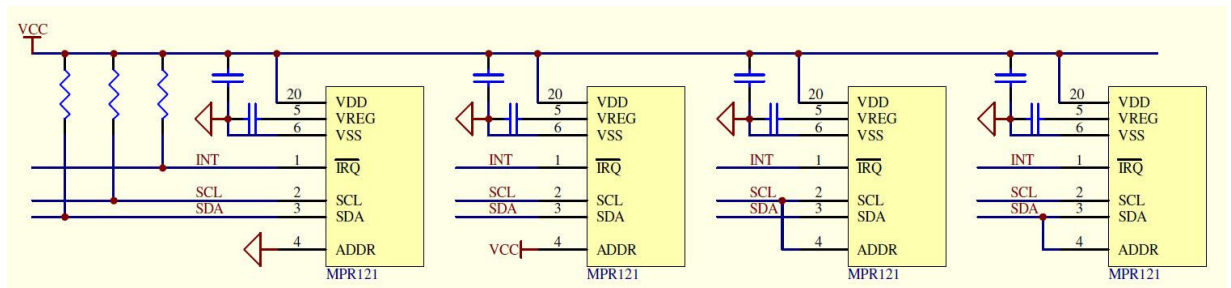 VCC
20 VDD
5 VREG
6 VSS
INT 1 IRQ
SCL 2 SCL
SDA 3 SDA
4 ADDR
MPR121
20 VDD
5 VREG
6 VSS
INT 1 IRQ
SCL 2 SCL
SDA 3 SDA
VCC 4 ADDR
MPR121
20 VDD
5 VREG
6 VSS
INT 1 IRQ
SCL 2 SCL
SDA 3 SDA
4 ADDR
MPR121
20 VDD
5 VREG
6 VSS
INT 1 IRQ
SCL 2 SCL
SDA 3 SDA
4 ADDR
MPR121